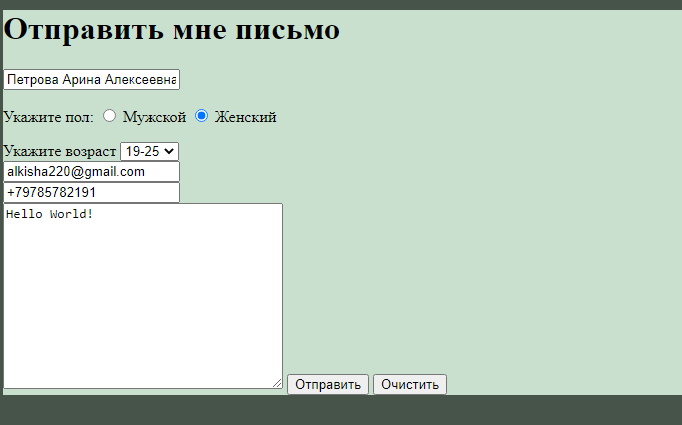 Отправить мне письмо
Петрова Арина Алексеевна
Укажите пол: Мужской Женский
Укажите возраст 19-25
alkisha220@gmail.com
+79785782191
Hello World!
Отправить Очистить